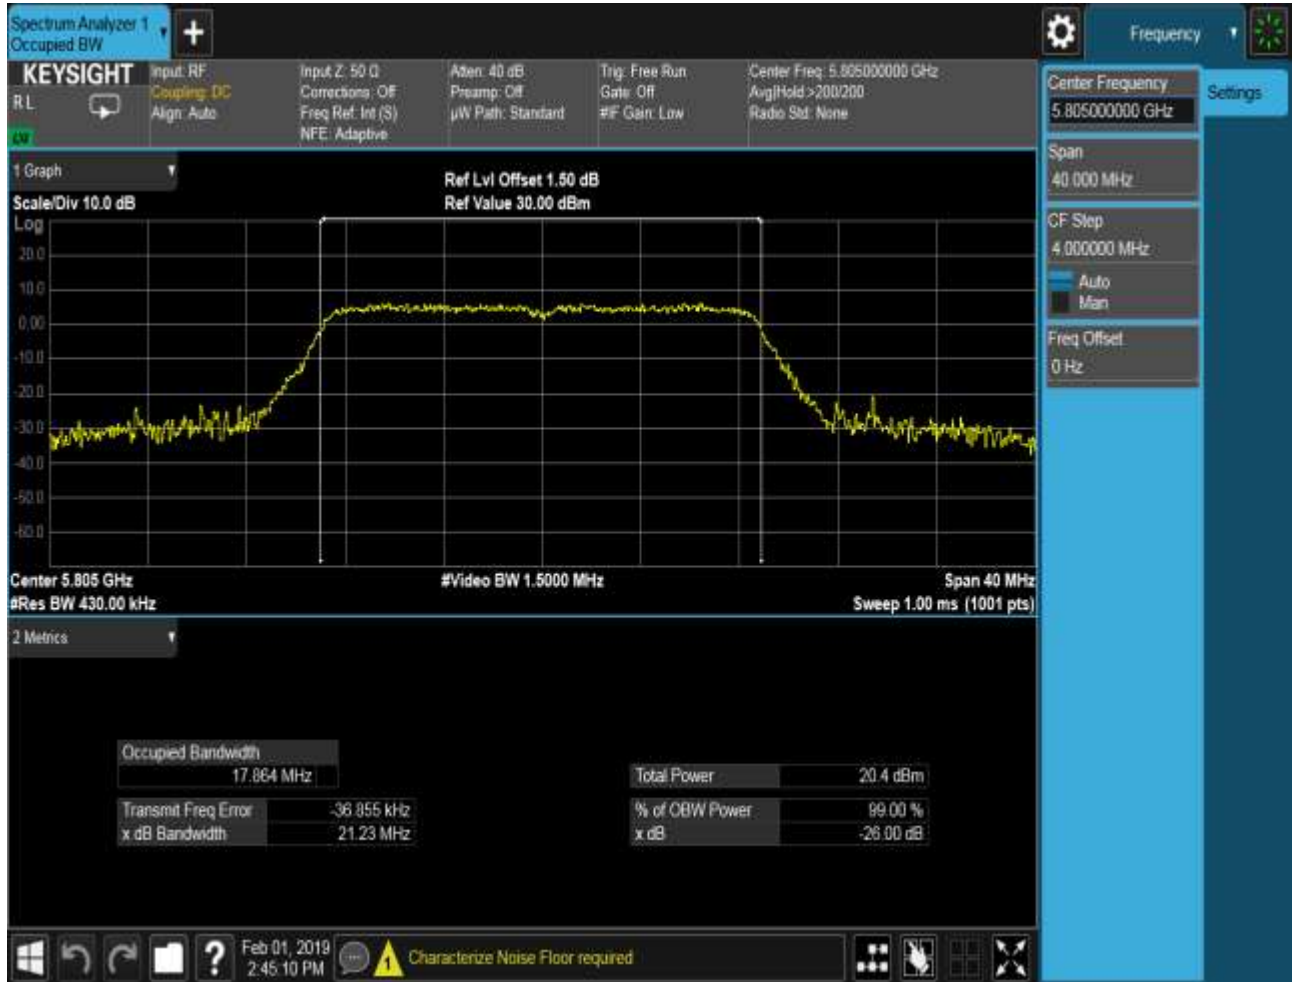 Spectrum Analyzer 1
Occupied BW
Frequency
KEYSIGHT
Input: RF
Input Z: 50 Ω
Atten: 40 dB
Trig: Free Run
Center Freq: 5.805000000 GHz
RL
Coupling: DC
Corrections: Off
Preamp: Off
Gate: Off
Avg|Hold:>200/200
Align: Auto
Freq Ref: Int (S)
µW Path: Standard
#IF Gain: Low
Radio Std: None
NFE: Adaptive
Center Frequency
5.805000000 GHz
Settings
Span
40.000 MHz
CF Step
4.000000 MHz
Auto
Man
Freq Offset
0 Hz
1 Graph
Ref Lvl Offset 1.50 dB
Scale/Div 10.0 dB
Ref Value 30.00 dBm
Log
20.0
10.0
0.00
-10.0
-20.0
-30.0
-40.0
-50.0
-60.0
Center 5.805 GHz
#Video BW 1.5000 MHz
Span 40 MHz
#Res BW 430.00 kHz
Sweep 1.00 ms (1001 pts)
2 Metrics
Occupied Bandwidth
17.864 MHz
Total Power
20.4 dBm
Transmit Freq Error
-36.855 kHz
% of OBW Power
99.00 %
x dB Bandwidth
21.23 MHz
x dB
-26.00 dB
?
Feb 01, 2019
2:45:10 PM
1
Characterize Noise Floor required